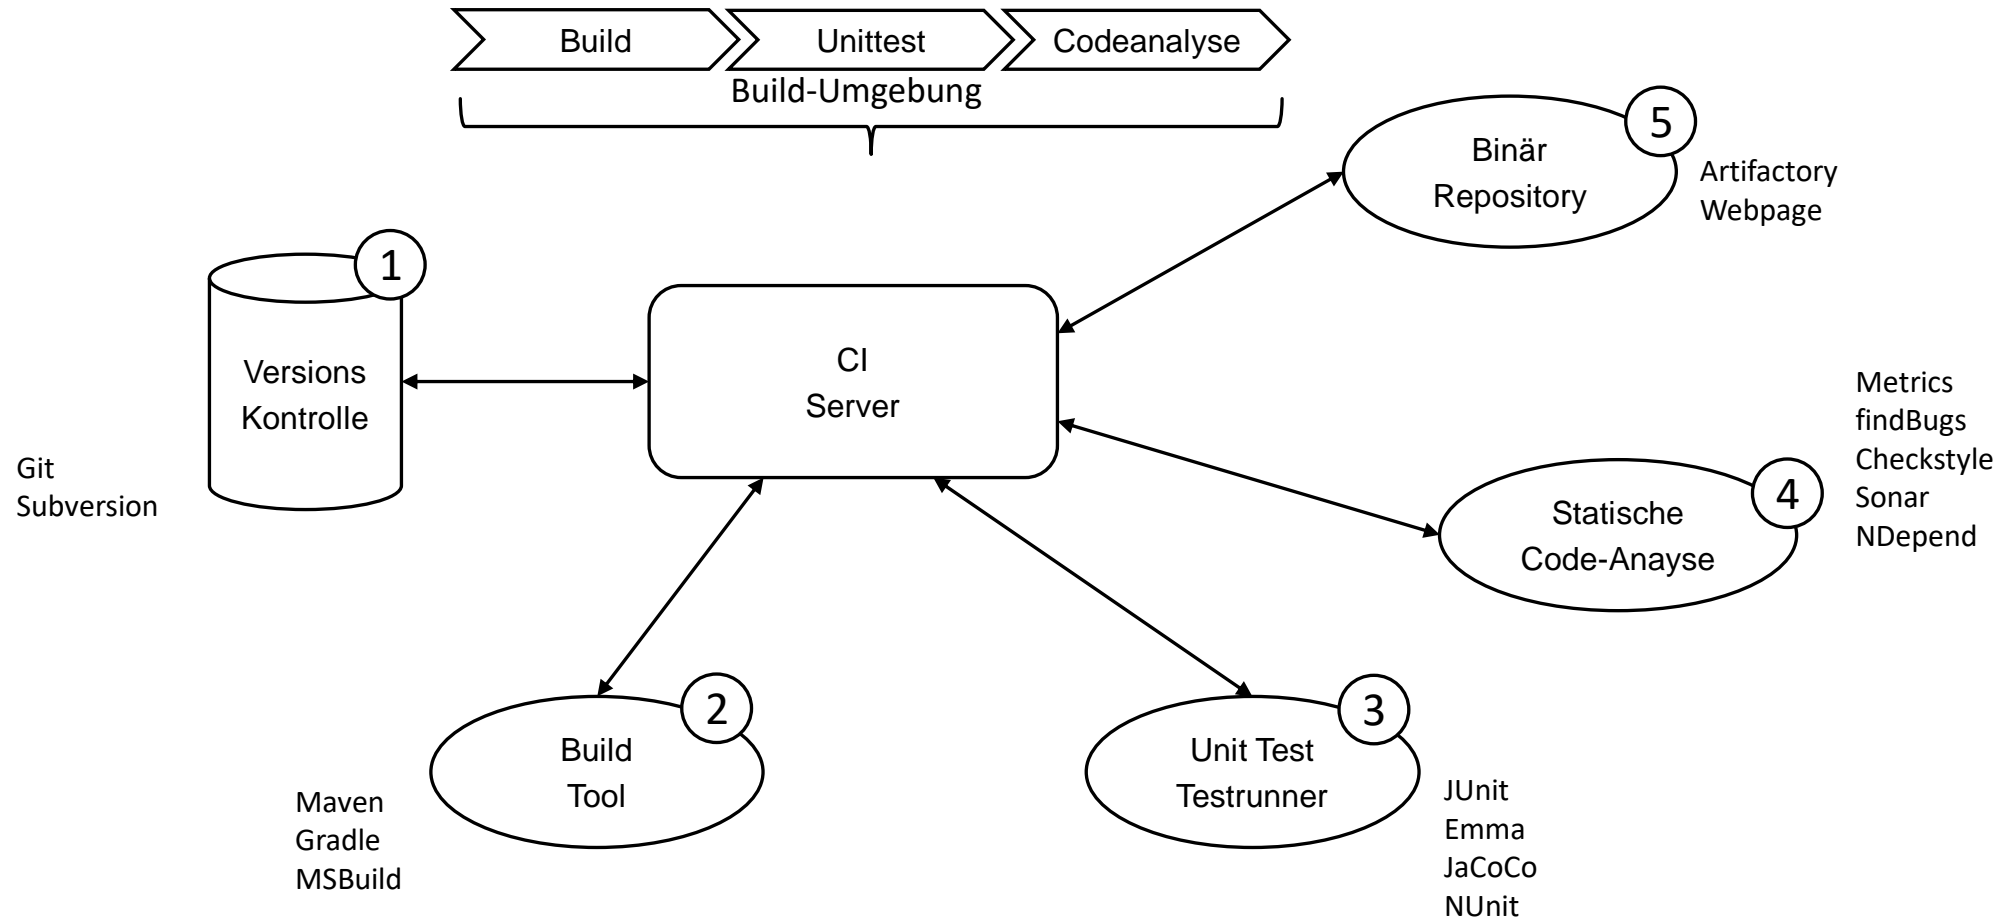 Build
Unittest
Codeanalyse
Build-Umgebung
5
Binär
Repository
Artifactory
Webpage
1
Versions
Kontrolle
Git
Subversion
CI
Server
Metrics
findBugs
Checkstyle
Sonar
NDepend
4
Statische
Code-Anayse
2
Build
Tool
Maven
Gradle
MSBuild
3
Unit Test
Testrunner
JUnit
Emma
JaCoCo
NUnit